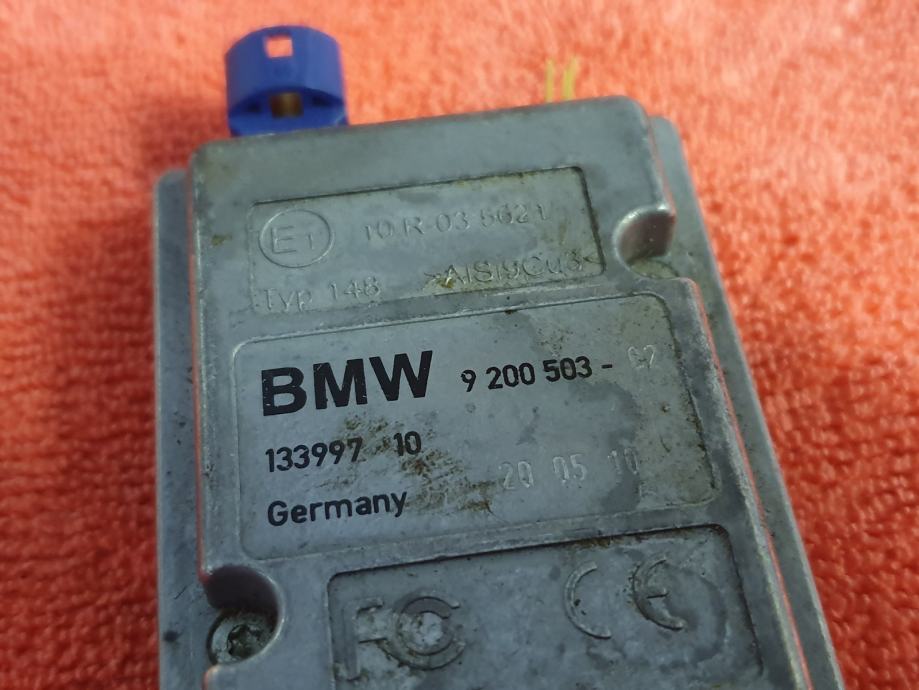 E1 10 R-03 5621
Typ 148 >AlSi9Cu3<
BMW 9 200 503 - 02
133997 10
20 05 10
Germany
FC CE